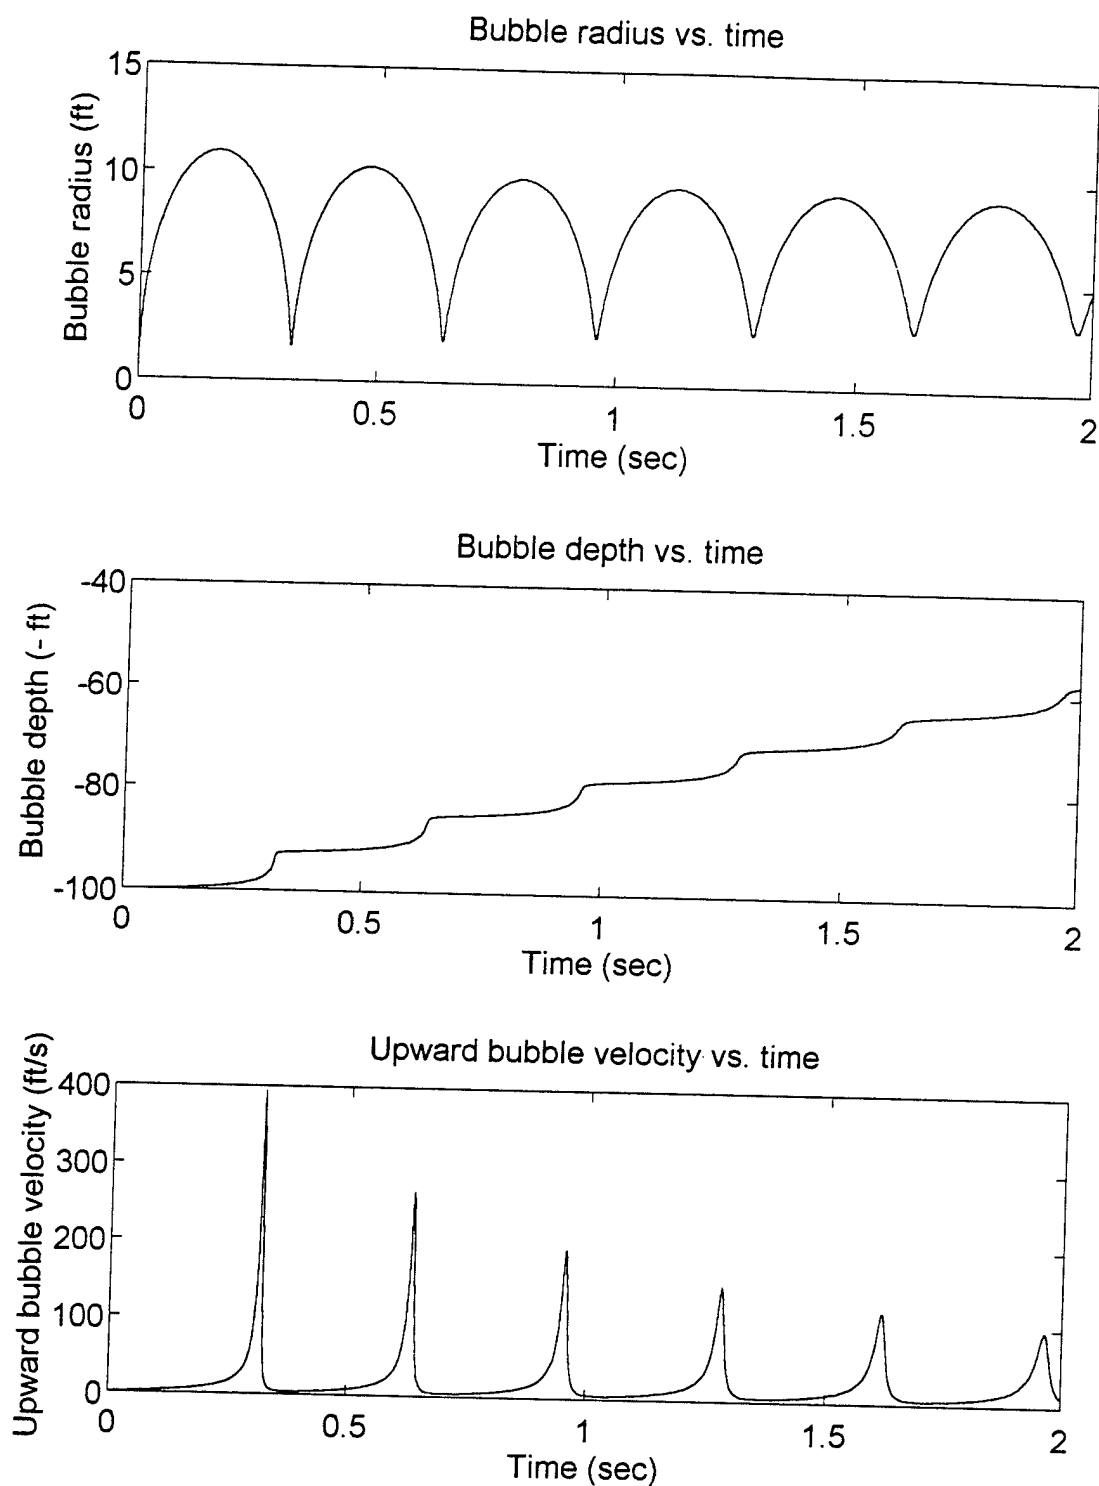 Bubble radius vs. time
Bubble radius (ft)
15
10
5
0
0 0.5 1 1.5 2
Time (sec)
Bubble depth vs. time
Bubble depth (- ft)
-40
-60
-80
-100
0 0.5 1 1.5 2
Time (sec)
Upward bubble velocity vs. time
Upward bubble velocity (ft/s)
400
300
200
100
0
0 0.5 1 1.5 2
Time (sec)